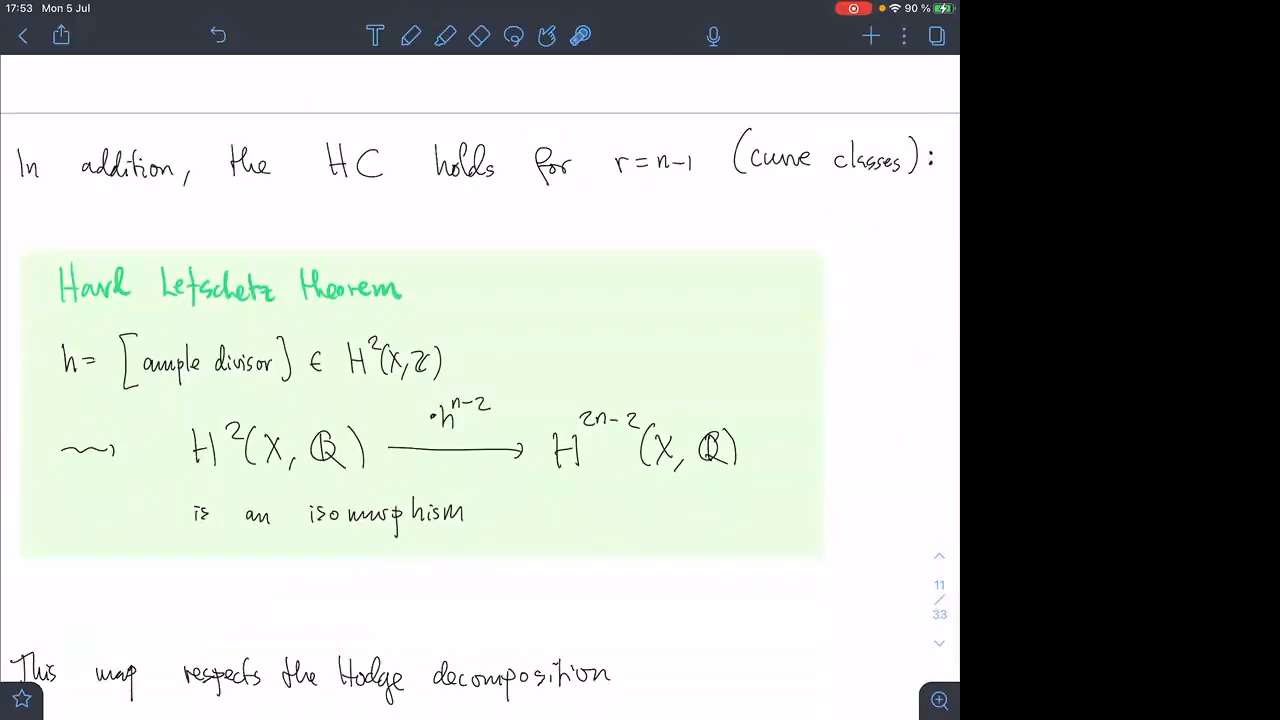 17:53 Mon 5 Jul
90 %
In addition, the HC holds for r = n-1 (curve classes):
Hard Lefschetz theorem
h = [ample divisor] ∈ H²(X, ℤ)
⇝ H²(X, ℚ) —·hⁿ⁻²→ H²ⁿ⁻²(X, ℚ)
is an isomorphism
11
/
33
This map respects the Hodge decomposition